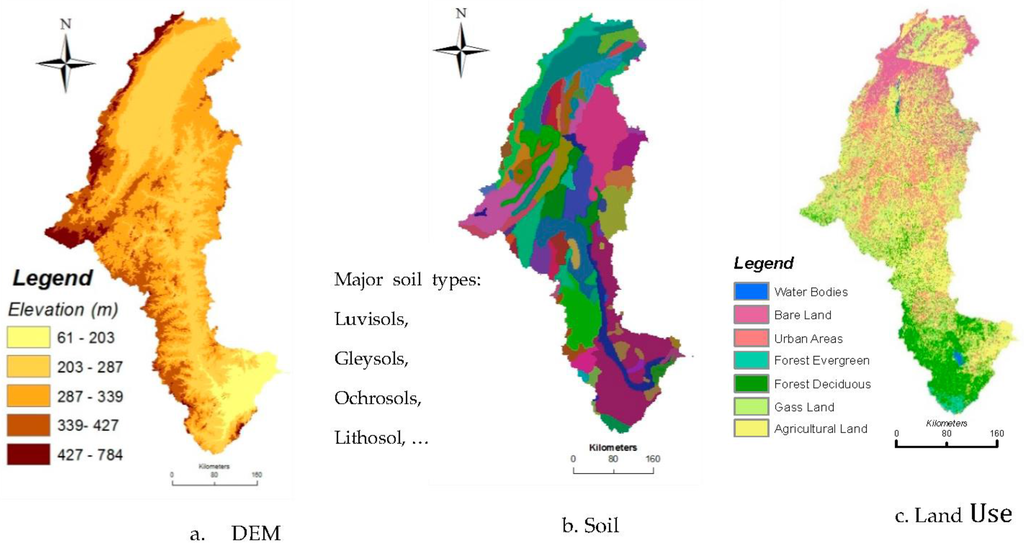 N
Legend
Elevation (m)
61 - 203
203 - 287
287 - 339
339- 427
427 - 784
Kilometers
0 80 160
a. DEM
N
Major soil types:
Luvisols,
Gleysols,
Ochrosols,
Lithosol, …
Kilometers
0 80 160
b. Soil
Legend
Water Bodies
Bare Land
Urban Areas
Forest Evergreen
Forest Deciduous
Gass Land
Agricultural Land
Kilometers
0 80 160
c. Land Use